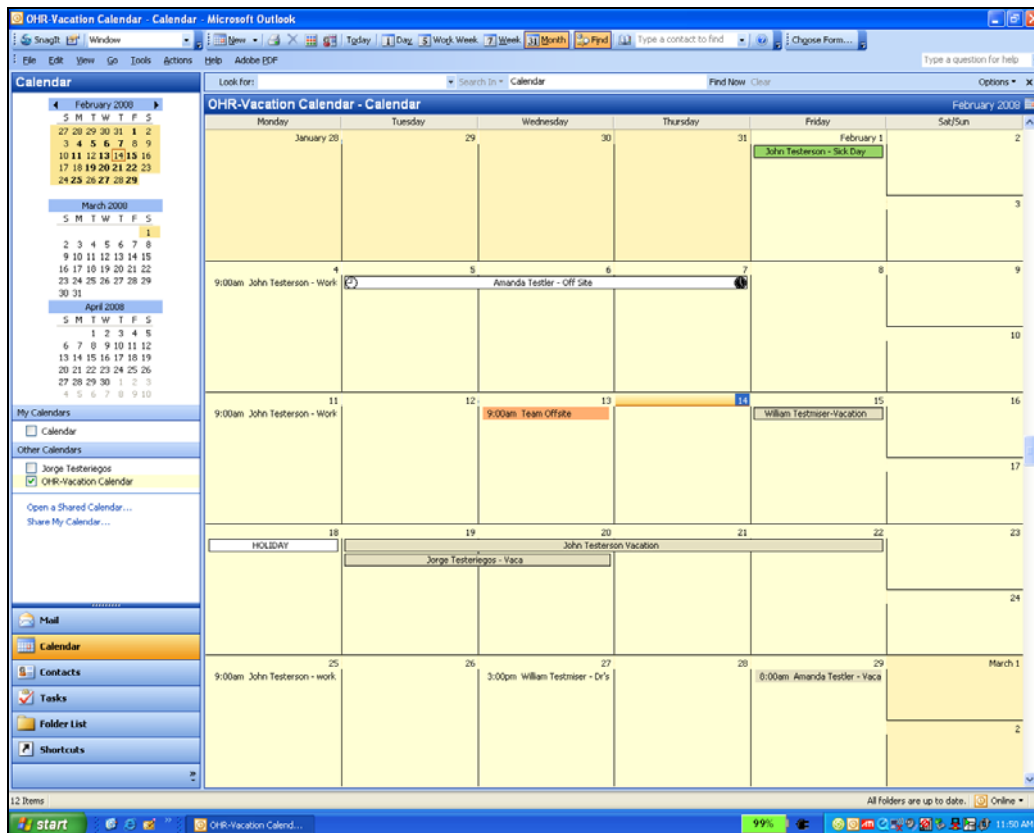 OHR-Vacation Calendar - Calendar - Microsoft Outlook
SnagIt Window New Today 1 Day 5 Work Week 7 Week 31 Month Find Type a contact to find Choose Form...
File Edit View Go Tools Actions Help Adobe PDF Type a question for help
Calendar
Look for: Search In Calendar Find Now Clear Options
OHR-Vacation Calendar - Calendar February 2008
February 2008
S M T W T F S
27 28 29 30 31 1 2
3 4 5 6 7 8 9
10 11 12 13 14 15 16
17 18 19 20 21 22 23
24 25 26 27 28 29
March 2008
S M T W T F S
1
2 3 4 5 6 7 8
9 10 11 12 13 14 15
16 17 18 19 20 21 22
23 24 25 26 27 28 29
30 31
April 2008
S M T W T F S
1 2 3 4 5
6 7 8 9 10 11 12
13 14 15 16 17 18 19
20 21 22 23 24 25 26
27 28 29 30 1 2 3
4 5 6 7 8 9 10
My Calendars
Calendar
Other Calendars
Jorge Testeriegos
OHR-Vacation Calendar
Open a Shared Calendar...
Share My Calendar...
Mail
Calendar
Contacts
Tasks
Folder List
Shortcuts
Monday Tuesday Wednesday Thursday Friday Sat/Sun
January 28 29 30 31 February 1 2
John Testerson - Sick Day
3
4 5 6 7 8 9
9:00am John Testerson - Work Amanda Testler - Off Site
10
11 12 13 14 15 16
9:00am John Testerson - Work 9:00am Team Offsite William Testmiser-Vacation
17
18 19 20 21 22 23
HOLIDAY John Testerson Vacation
Jorge Testeriegos - Vaca
24
25 26 27 28 29 March 1
9:00am John Testerson - work 3:00pm William Testmiser - Dr's 8:00am Amanda Testler - Vaca
2
12 Items All folders are up to date. Online
start OHR-Vacation Calend... 99% 11:50 AM